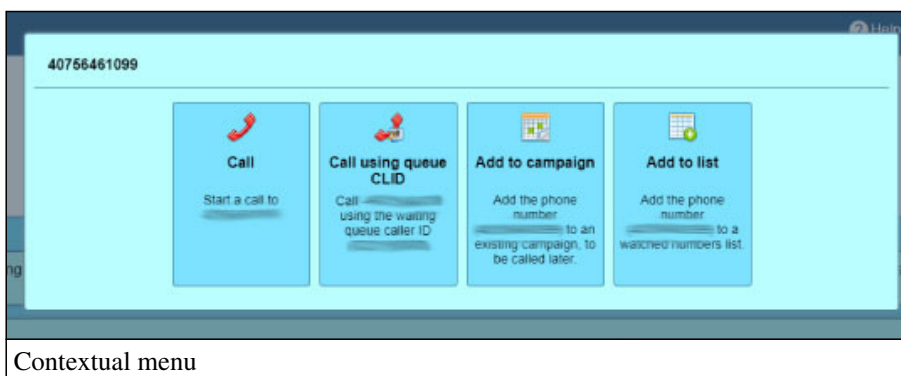 Help
40756461099
Call
Call using queue
CLID
Add to campaign
Add to list
Start a call to
Call
using the waiting
queue caller ID
Add the phone
number
to an
existing campaign, to
be called later.
Add the phone
number
to a
watched numbers list.
ng
Contextual menu